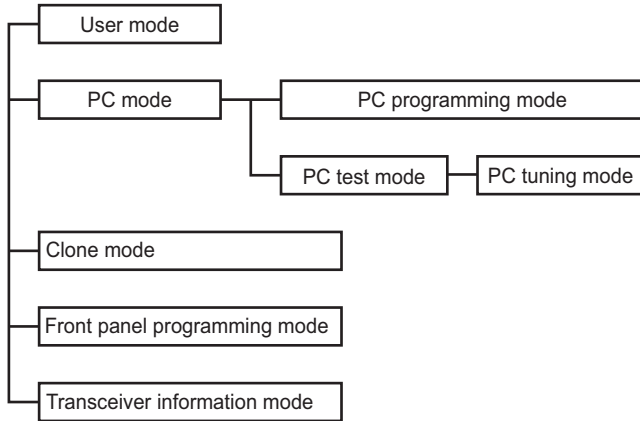 User mode
PC mode
PC programming mode
PC test mode
PC tuning mode
Clone mode
Front panel programming mode
Transceiver information mode